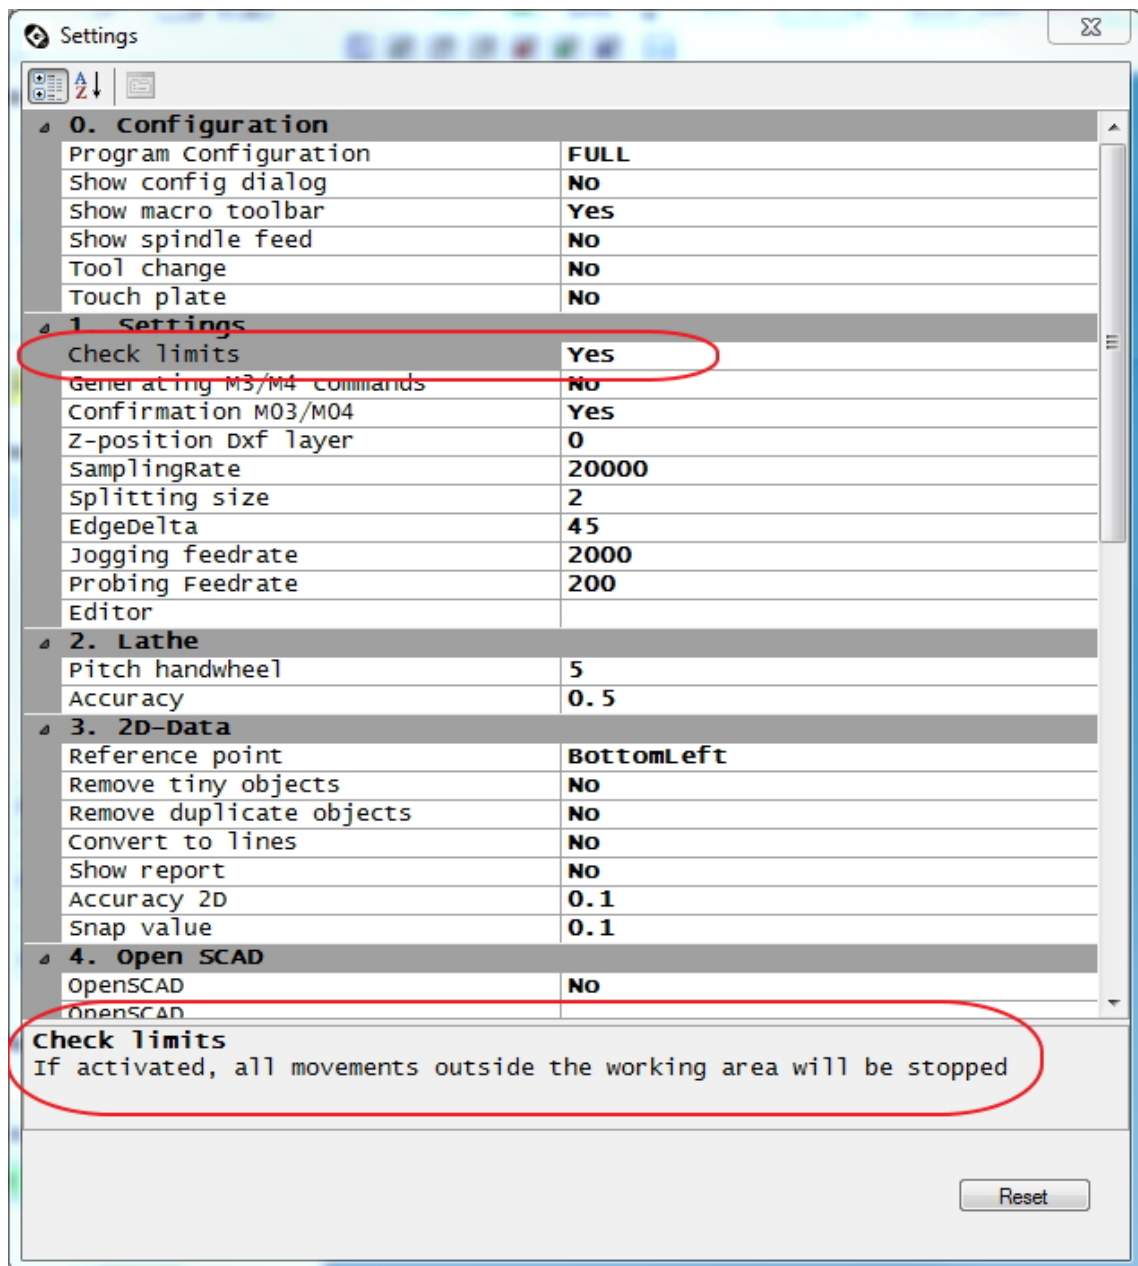 Settings
0. Configuration
Program Configuration FULL
Show config dialog No
Show macro toolbar Yes
Show spindle feed No
Tool change No
Touch plate No
1. Settings
Check limits Yes
Generating M3/M4 commands No
Confirmation M03/M04 Yes
Z-position Dxf layer 0
SamplingRate 20000
Splitting size 2
EdgeDelta 45
Jogging feedrate 2000
Probing Feedrate 200
Editor
2. Lathe
Pitch handwheel 5
Accuracy 0.5
3. 2D-Data
Reference point BottomLeft
Remove tiny objects No
Remove duplicate objects No
Convert to lines No
Show report No
Accuracy 2D 0.1
Snap value 0.1
4. Open SCAD
OpenSCAD No
OpenSCAD
Check limits
If activated, all movements outside the working area will be stopped
Reset